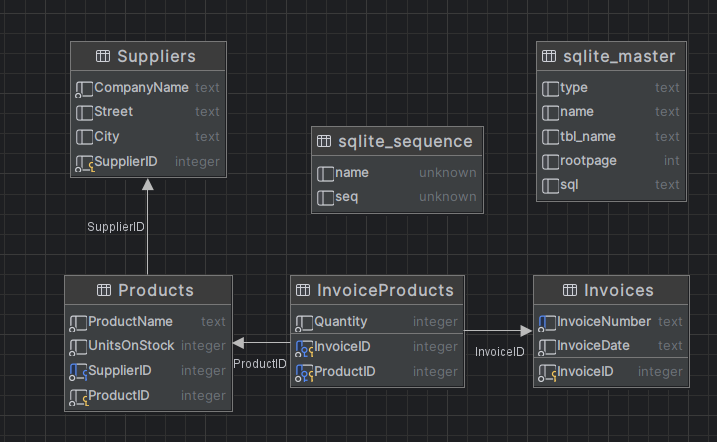 Suppliers
CompanyName text
Street text
City text
SupplierID integer
sqlite_master
type text
name text
tbl_name text
rootpage int
sql text
sqlite_sequence
name unknown
seq unknown
SupplierID
Products
ProductName text
UnitsOnStock integer
SupplierID integer
ProductID integer
ProductID
InvoiceProducts
Quantity integer
InvoiceID integer
ProductID integer
InvoiceID
Invoices
InvoiceNumber text
InvoiceDate text
InvoiceID integer